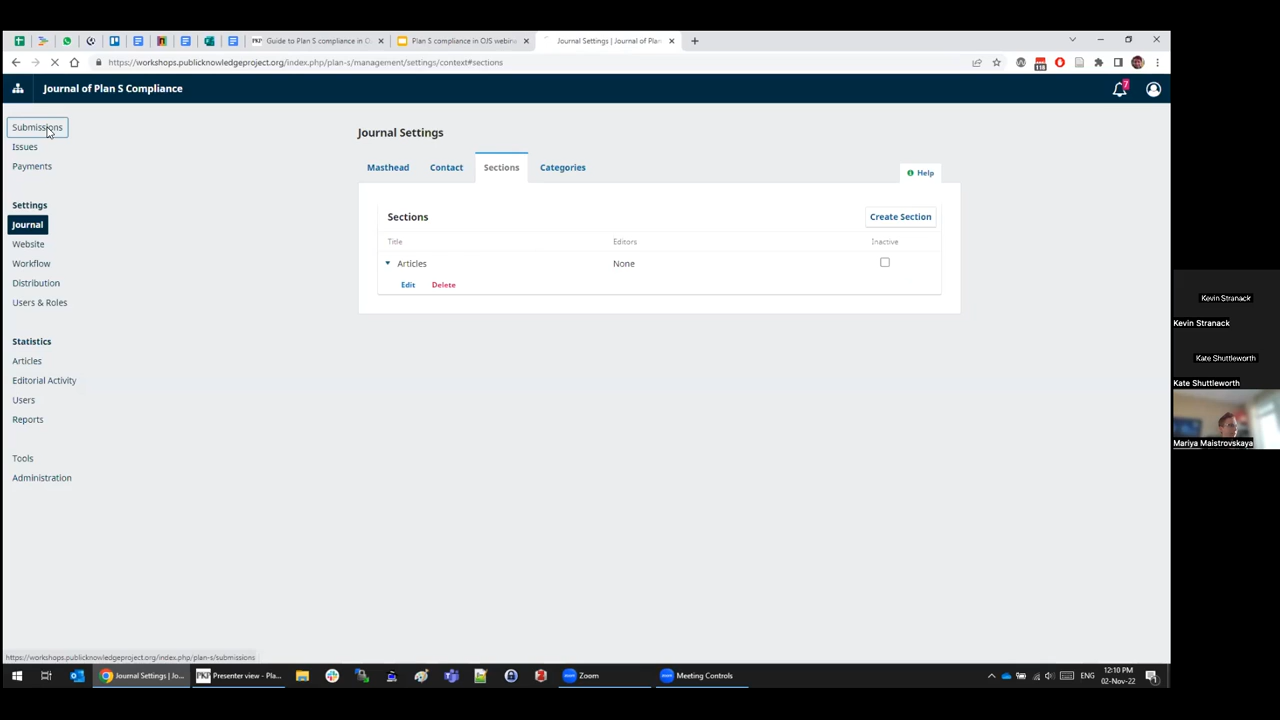 Guide to Plan S compliance in O
Plan S compliance in OJS webinar
Journal Settings | Journal of Plan
https://workshops.publicknowledgeproject.org/index.php/plan-s/management/settings/context#sections
118
Journal of Plan S Compliance
7
Submissions
Issues
Payments
Settings
Journal
Website
Workflow
Distribution
Users & Roles
Statistics
Articles
Editorial Activity
Users
Reports
Tools
Administration
Journal Settings
Masthead
Contact
Sections
Categories
Help
Sections
Create Section
Title
Editors
Inactive
Articles
None
Edit
Delete
Kevin Stranack
Kevin Stranack
Kate Shuttleworth
Kate Shuttleworth
Mariya Maistrovskaya
https://workshops.publicknowledgeproject.org/index.php/plan-s/submissions
Journal Settings | Jo...
PKP
Presenter view - Pla...
Zoom
Meeting Controls
ENG
12:10 PM
02-Nov-22